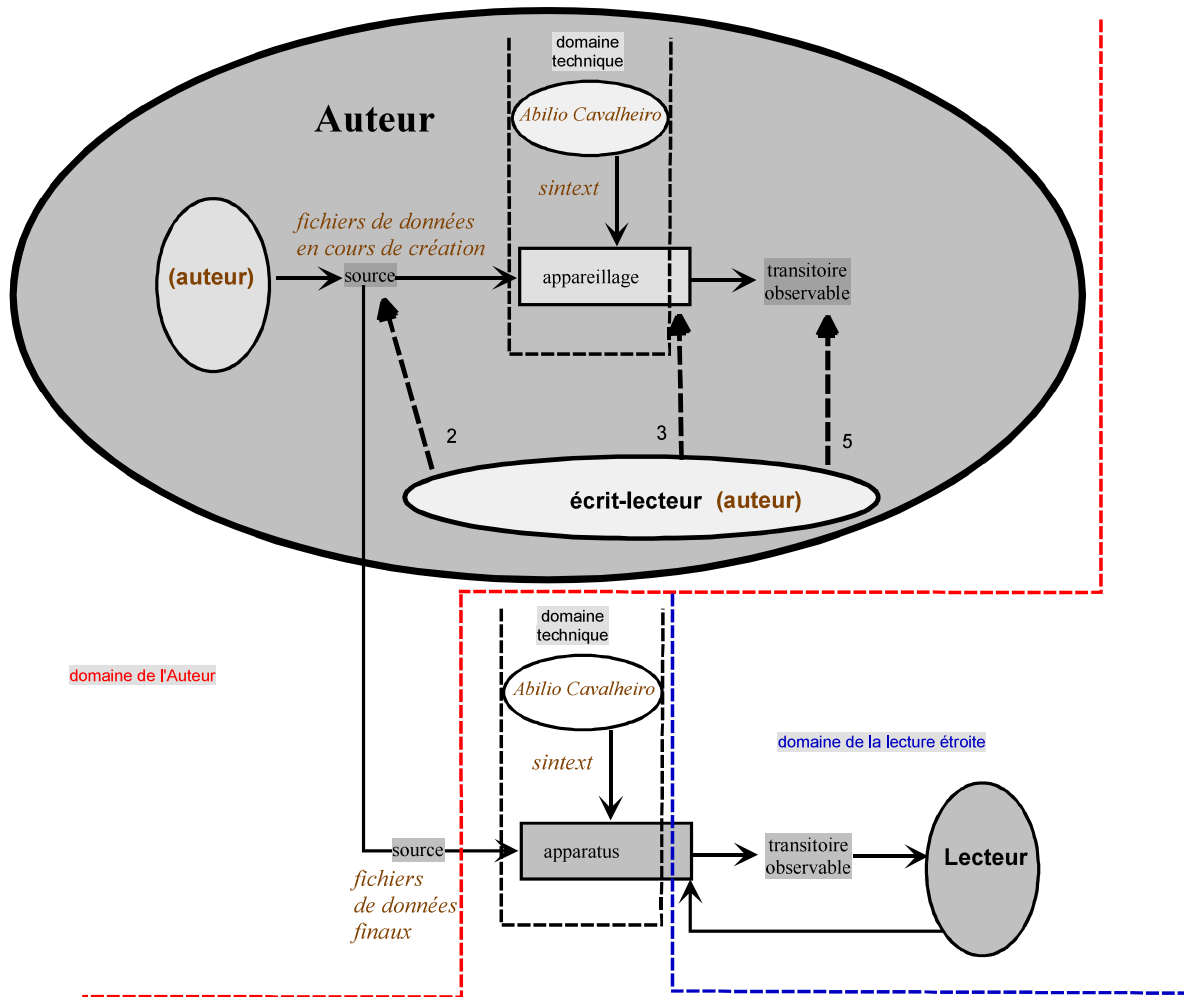 domaine
technique
Abilio Cavalheiro
Auteur
sintext
fichiers de données
en cours de création
(auteur)
source
appareillage
transitoire
observable
2
3
5
écrit-lecteur (auteur)
domaine
technique
domaine de l'Auteur
Abilio Cavalheiro
domaine de la lecture étroite
sintext
source
apparatus
transitoire
observable
Lecteur
fichiers
de données
finaux